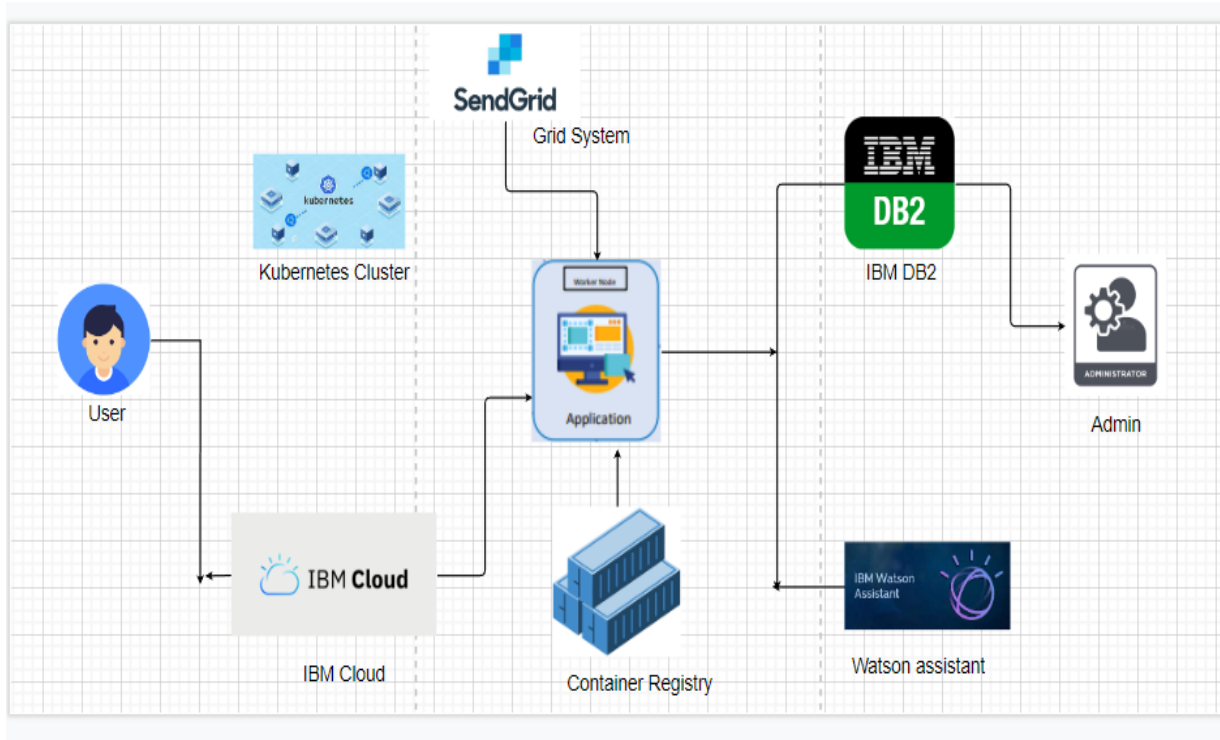 SendGrid
Grid System
kubernetes
Kubernetes Cluster
IBM
DB2
IBM DB2
Worker Node
Application
User
ADMINISTRATOR
Admin
IBM Cloud
IBM Cloud
Container Registry
IBM Watson
Assistant
Watson assistant